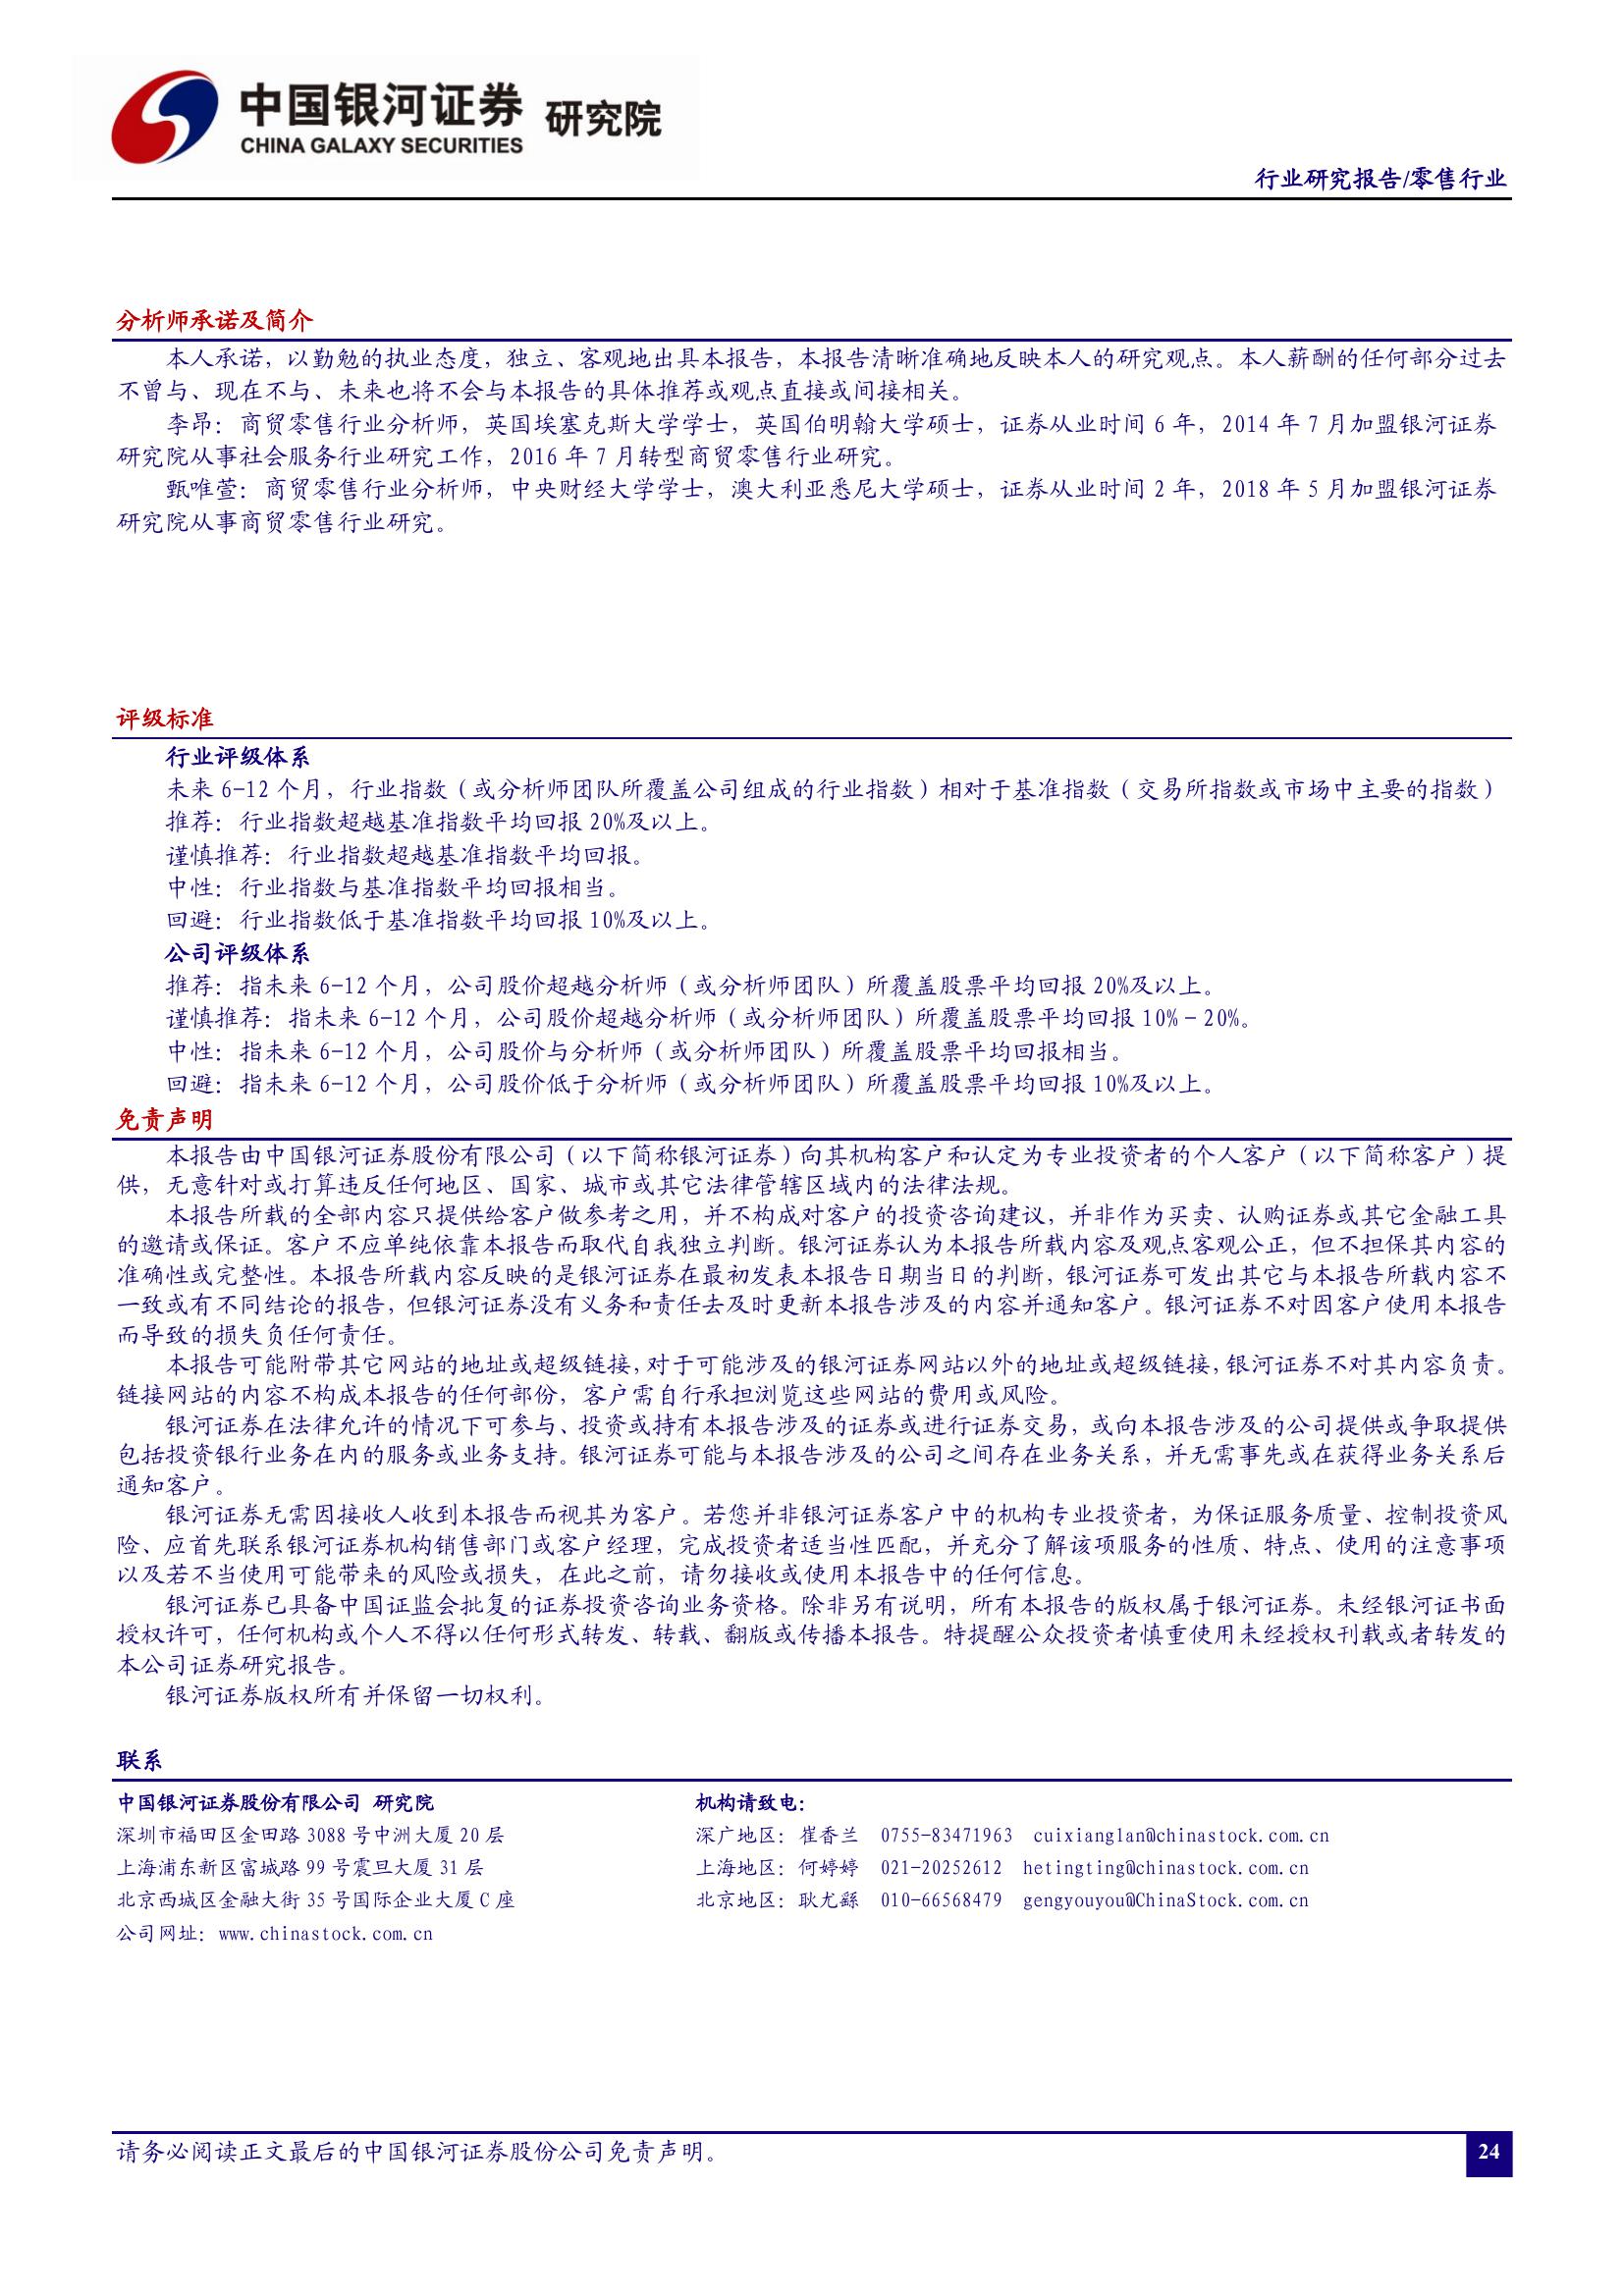 中国银河证券 研究院
CHINA GALAXY SECURITIES
行业研究报告/零售行业
分析师承诺及简介
本人承诺，以勤勉的执业态度，独立、客观地出具本报告，本报告清晰准确地反映本人的研究观点。本人薪酬的任何部分过去
不曾与、现在不与、未来也将不会与本报告的具体推荐或观点直接或间接相关。
李昂：商贸零售行业分析师，英国埃塞克斯大学学士，英国伯明翰大学硕士，证券从业时间 6 年，2014 年 7 月加盟银河证券
研究院从事社会服务行业研究工作，2016 年 7 月转型商贸零售行业研究。
甄唯萱：商贸零售行业分析师，中央财经大学学士，澳大利亚悉尼大学硕士，证券从业时间 2 年，2018 年 5 月加盟银河证券
研究院从事商贸零售行业研究。
评级标准
行业评级体系
未来 6-12 个月，行业指数（或分析师团队所覆盖公司组成的行业指数）相对于基准指数（交易所指数或市场中主要的指数）
推荐：行业指数超越基准指数平均回报 20%及以上。
谨慎推荐：行业指数超越基准指数平均回报。
中性：行业指数与基准指数平均回报相当。
回避：行业指数低于基准指数平均回报 10%及以上。
公司评级体系
推荐：指未来 6-12 个月，公司股价超越分析师（或分析师团队）所覆盖股票平均回报 20%及以上。
谨慎推荐：指未来 6-12 个月，公司股价超越分析师（或分析师团队）所覆盖股票平均回报 10%-20%。
中性：指未来 6-12 个月，公司股价与分析师（或分析师团队）所覆盖股票平均回报相当。
回避：指未来 6-12 个月，公司股价低于分析师（或分析师团队）所覆盖股票平均回报 10%及以上。
免责声明
本报告由中国银河证券股份有限公司（以下简称银河证券）向其机构客户和认定为专业投资者的个人客户（以下简称客户）提
供，无意针对或打算违反任何地区、国家、城市或其它法律管辖区域内的法律法规。
本报告所载的全部内容只提供给客户做参考之用，并不构成对客户的投资咨询建议，并非作为买卖、认购证券或其它金融工具
的邀请或保证。客户不应单纯依靠本报告而取代自我独立判断。银河证券认为本报告所载内容及观点客观公正，但不担保其内容的
准确性或完整性。本报告所载内容反映的是银河证券在最初发表本报告日期当日的判断，银河证券可发出其它与本报告所载内容不
一致或有不同结论的报告，但银河证券没有义务和责任去及时更新本报告涉及的内容并通知客户。银河证券不对因客户使用本报告
而导致的损失负任何责任。
本报告可能附带其它网站的地址或超级链接，对于可能涉及的银河证券网站以外的地址或超级链接，银河证券不对其内容负责。
链接网站的内容不构成本报告的任何部份，客户需自行承担浏览这些网站的费用或风险。
银河证券在法律允许的情况下可参与、投资或持有本报告涉及的证券或进行证券交易，或向本报告涉及的公司提供或争取提供
包括投资银行业务在内的服务或业务支持。银河证券可能与本报告涉及的公司之间存在业务关系，并无需事先或在获得业务关系后
通知客户。
银河证券无需因接收人收到本报告而视其为客户。若您并非银河证券客户中的机构专业投资者，为保证服务质量、控制投资风
险、应首先联系银河证券机构销售部门或客户经理，完成投资者适当性匹配，并充分了解该项服务的性质、特点、使用的注意事项
以及若不当使用可能带来的风险或损失，在此之前，请勿接收或使用本报告中的任何信息。
银河证券已具备中国证监会批复的证券投资咨询业务资格。除非另有说明，所有本报告的版权属于银河证券。未经银河证书面
授权许可，任何机构或个人不得以任何形式转发、转载、翻版或传播本报告。特提醒公众投资者慎重使用未经授权刊载或者转发的
本公司证券研究报告。
银河证券版权所有并保留一切权利。
联系
中国银河证券股份有限公司 研究院
深圳市福田区金田路 3088 号中洲大厦 20 层
上海浦东新区富城路 99 号震旦大厦 31 层
北京西城区金融大街 35 号国际企业大厦 C 座
公司网址：www.chinastock.com.cn
机构请致电：
深广地区：崔香兰 0755-83471963 cuixianglan@chinastock.com.cn
上海地区：何婷婷 021-20252612 hetingting@chinastock.com.cn
北京地区：耿尤繇 010-66568479 gengyouyou@ChinaStock.com.cn
请务必阅读正文最后的中国银河证券股份公司免责声明。
24